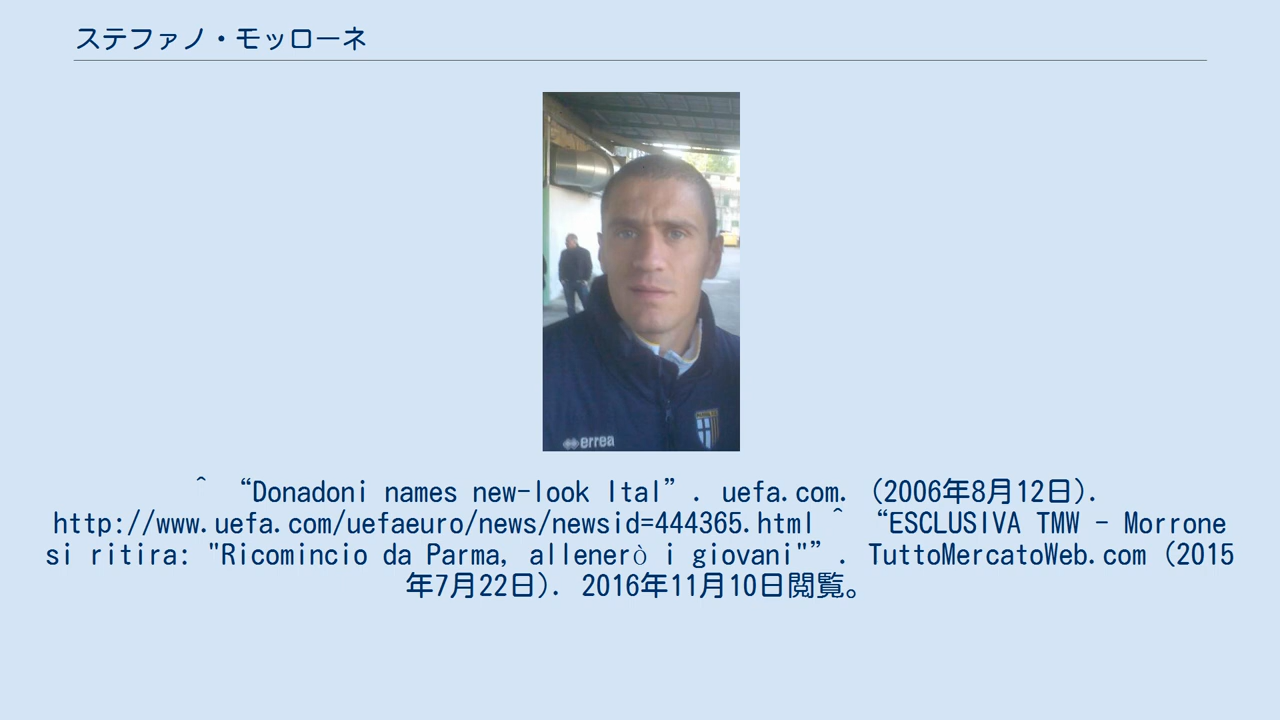 ステファノ・モッローネ
errea
^ “Donadoni names new-look Ital”. uefa.com. (2006年8月12日).
http://www.uefa.com/uefaeuro/news/newsid=444365.html ^ “ESCLUSIVA TMW - Morrone
si ritira: "Ricomincio da Parma, allenerò i giovani"”. TuttoMercatoWeb.com (2015
年7月22日). 2016年11月10日閲覧。